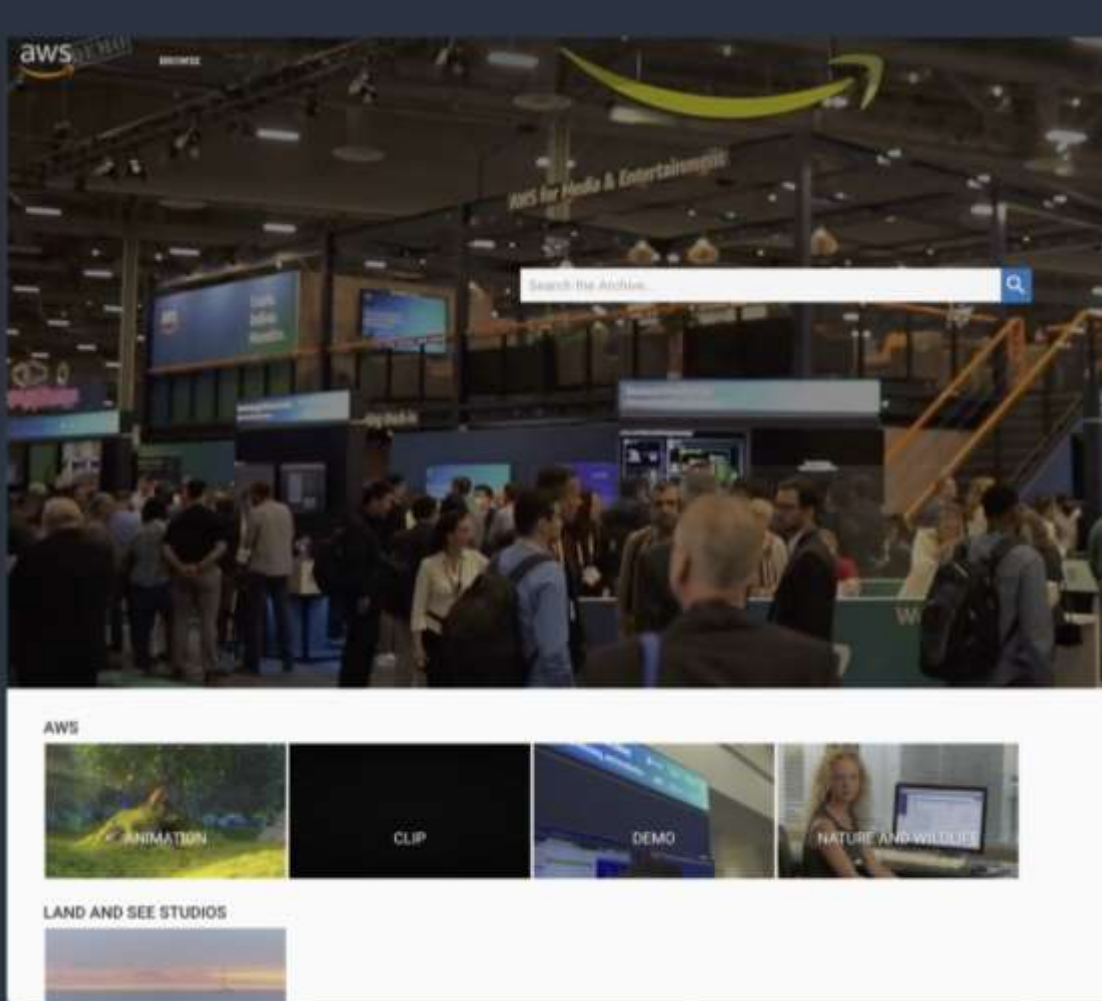 aws
DEMO
BROWSE
AWS for Media & Entertainment
Search the Archive...
AWS
ANIMATION
CLIP
DEMO
NATURE AND WILDLIFE
LAND AND SEE STUDIOS